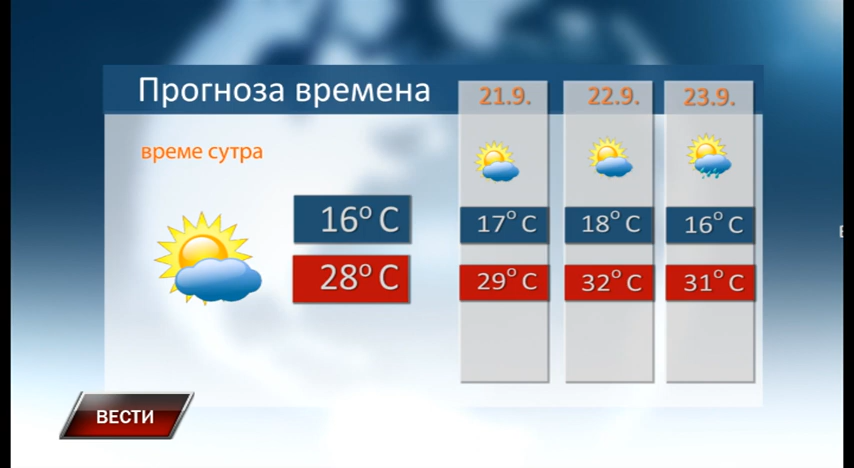 Прогноза времена
време сутра
16° C
28° C
21.9.
17° C
29° C
22.9.
18° C
32° C
23.9.
16° C
31° C
ВЕСТИ